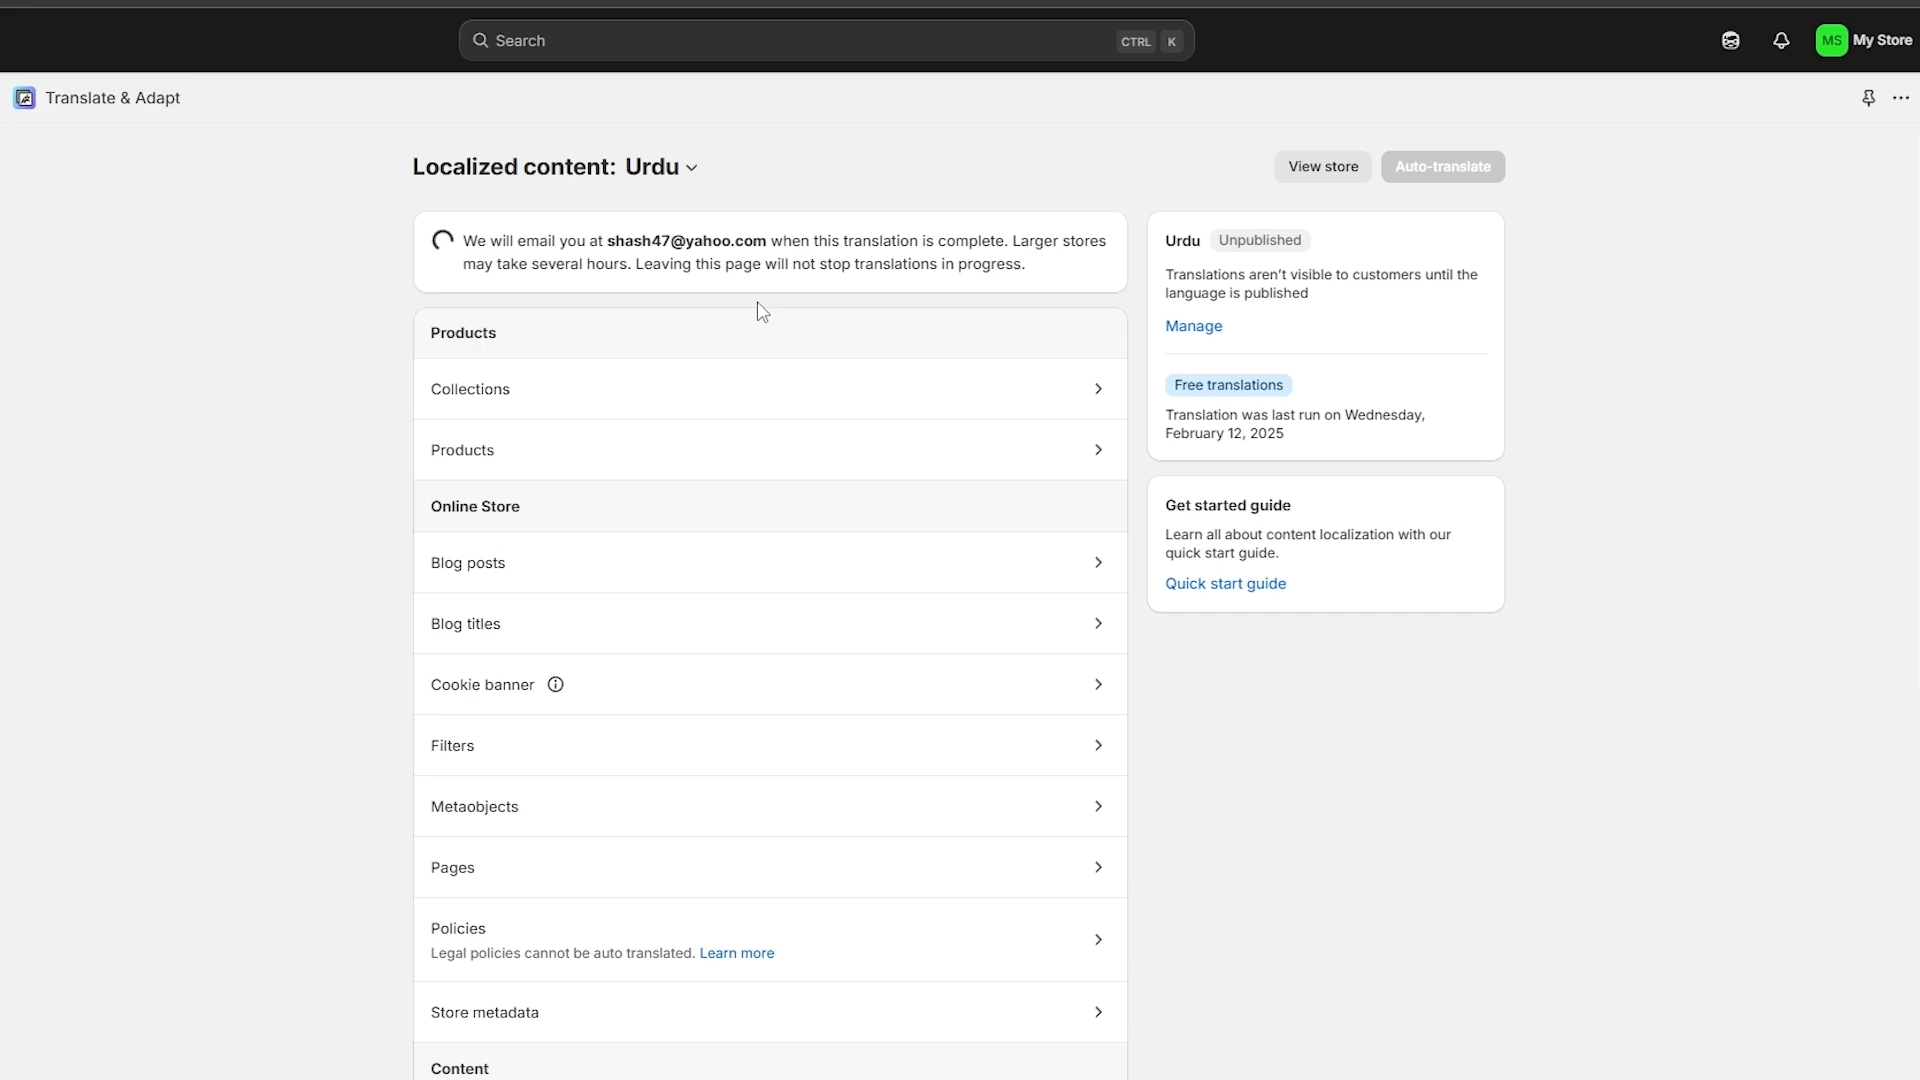 Search
CTRL K
MS My Store
Translate & Adapt
Localized content: Urdu
View store
Auto-translate
We will email you at shash47@yahoo.com when this translation is complete. Larger stores
may take several hours. Leaving this page will not stop translations in progress.
Products
Collections
Products
Online Store
Blog posts
Blog titles
Cookie banner
Filters
Metaobjects
Pages
Policies
Legal policies cannot be auto translated. Learn more
Store metadata
Content
Urdu Unpublished
Translations aren't visible to customers until the
language is published
Manage
Free translations
Translation was last run on Wednesday,
February 12, 2025
Get started guide
Learn all about content localization with our
quick start guide.
Quick start guide